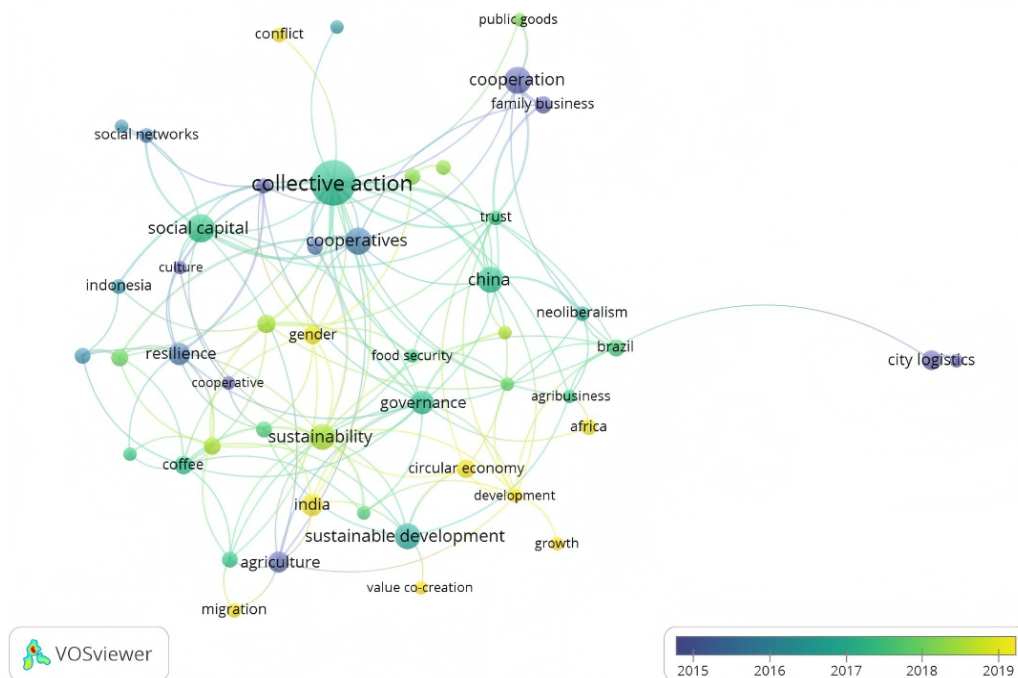 public goods
conflict
cooperation
family business
social networks
collective action
trust
social capital
cooperatives
culture
china
indonesia
neoliberalism
gender
brazil
resilience
food security
city logistics
cooperative
agribusiness
governance
africa
sustainability
coffee
circular economy
development
india
sustainable development
growth
agriculture
value co-creation
migration
VOSviewer
2015 2016 2017 2018 2019